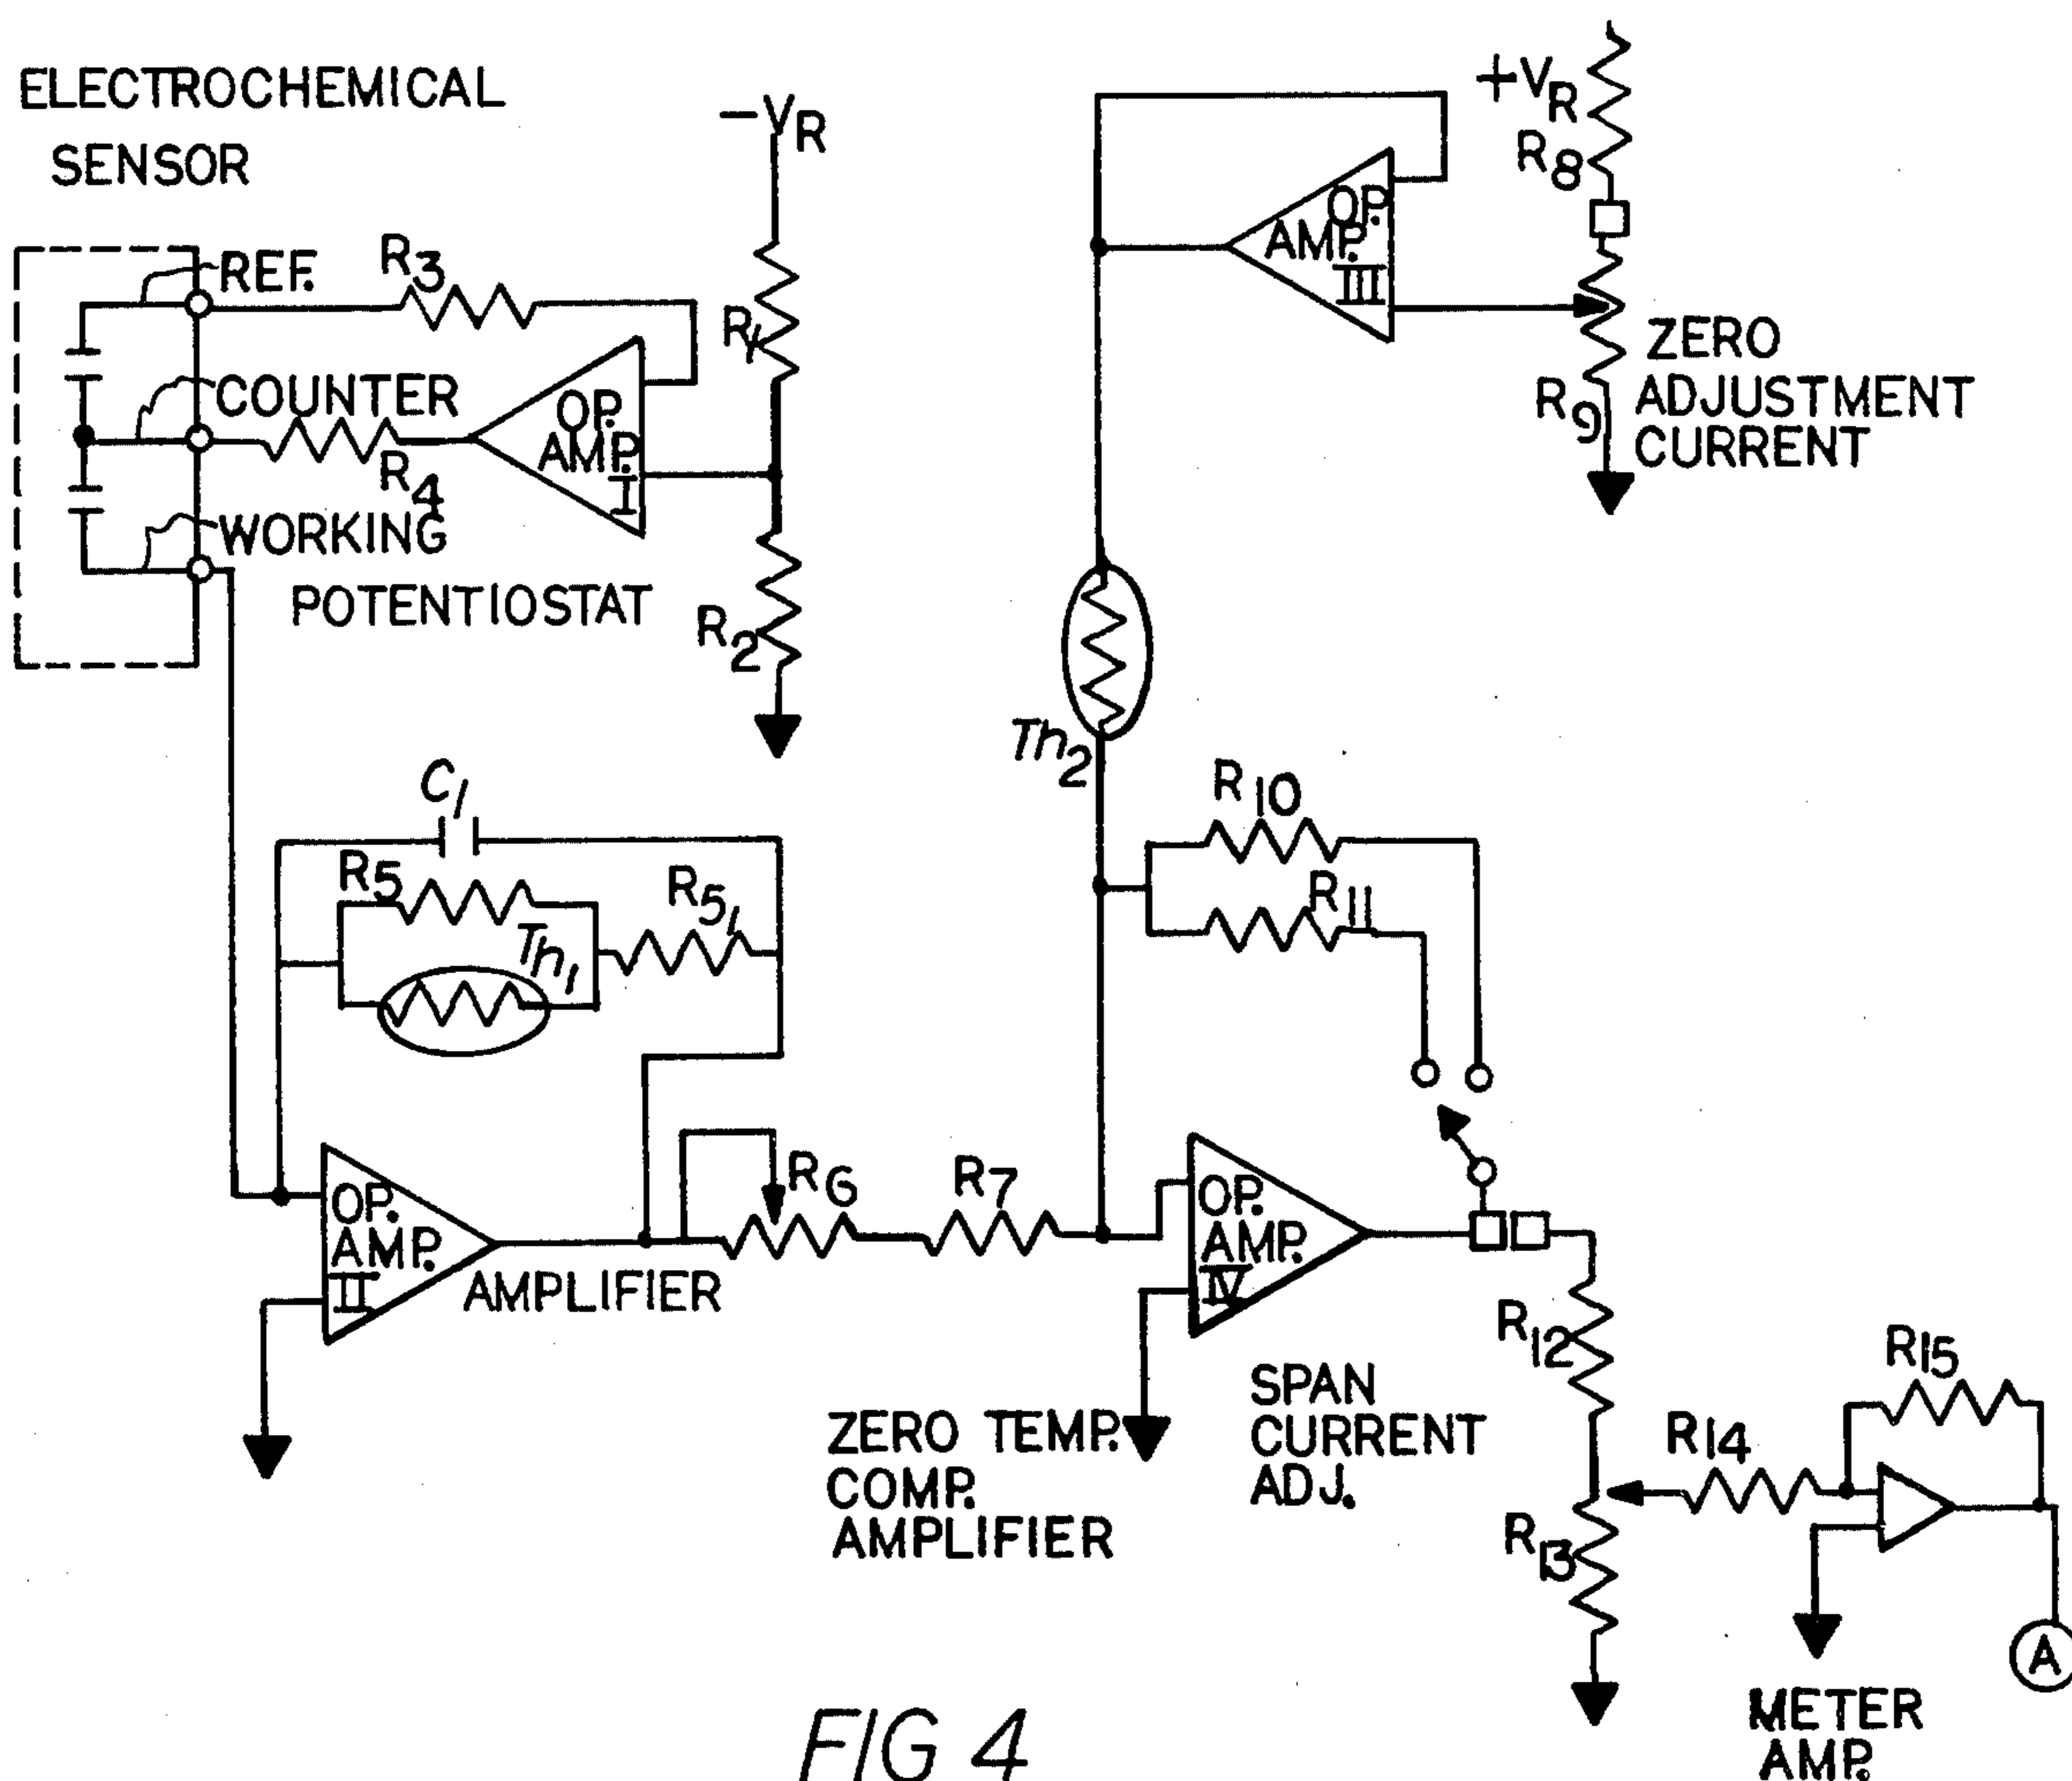 ELECTROCHEMICAL
SENSOR
-VR
+VR
R8
REF.
R3
R1
OP.
AMP.
III
COUNTER
OP.
AMP.
I
R4
ZERO
ADJUSTMENT
CURRENT
R9
WORKING
POTENTIOSTAT
R2
Th2
C1
R10
R5
R51
R11
Th1
R6
R7
OP.
AMP.
II
AMPLIFIER
OP.
AMP.
IV
R12
ZERO TEMP.
COMP.
AMPLIFIER
SPAN
CURRENT
ADJ.
R15
R14
R13
A
METER
AMP.
FIG 4